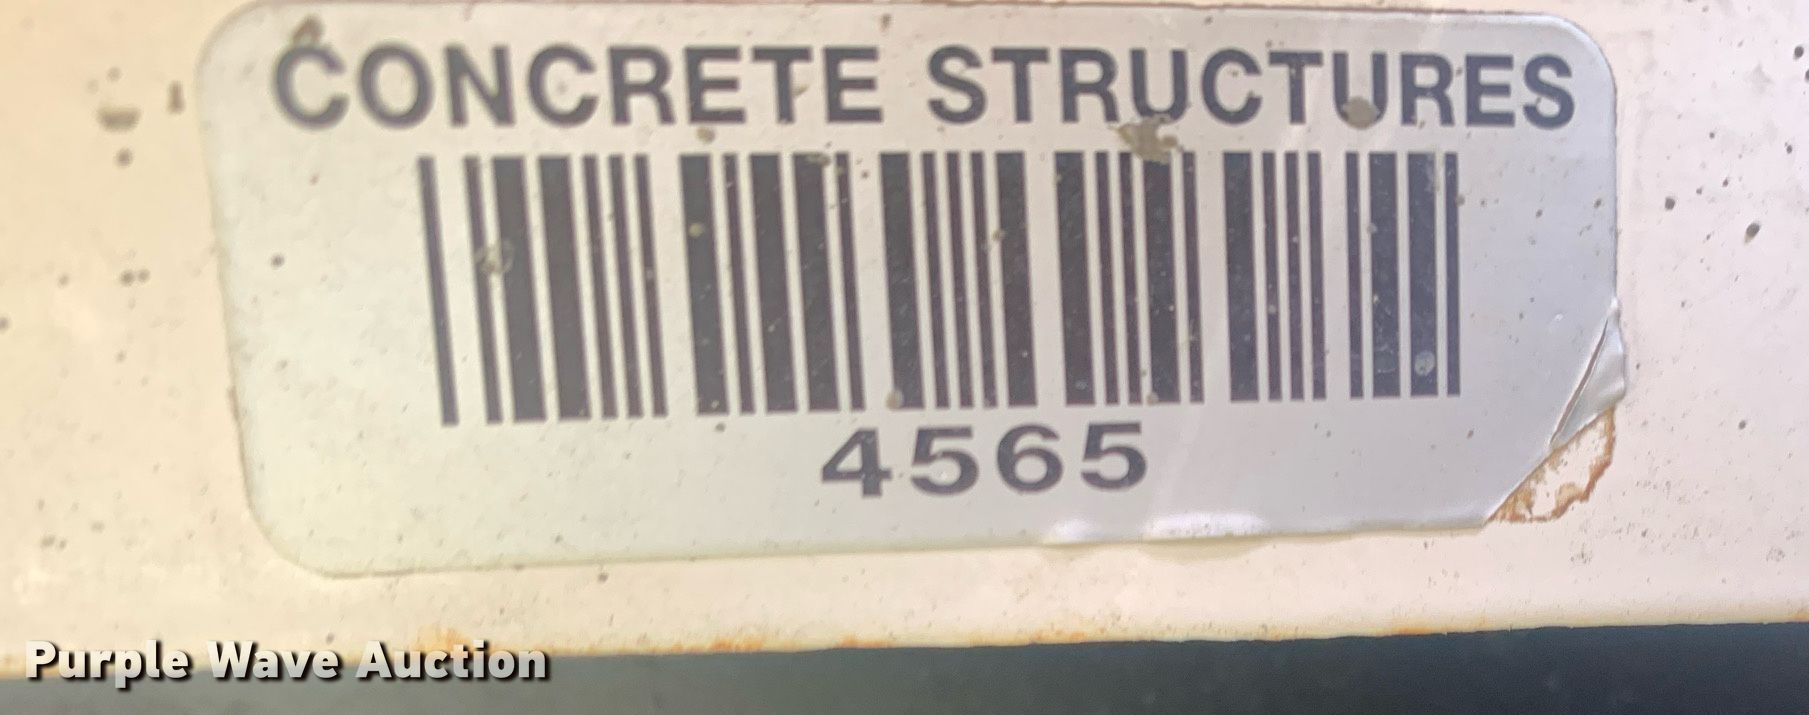 CONCRETE STRUCTURES
4565
Purple Wave Auction